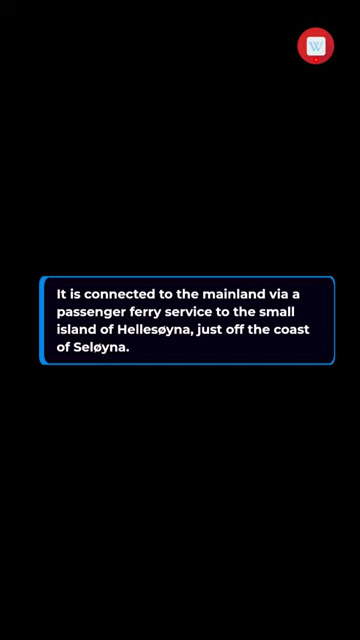 W
It is connected to the mainland via a
passenger ferry service to the small
island of Hellesøyna, just off the coast
of Seløyna.